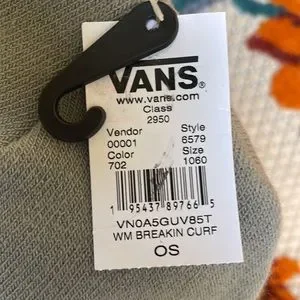 VANS®
www.vans.com
Class
2950
Vendor Style
00001 6579
Color Size
702 1060
1 95437 89766 5
VN0A5GUV85T
WM BREAKIN CURF
OS